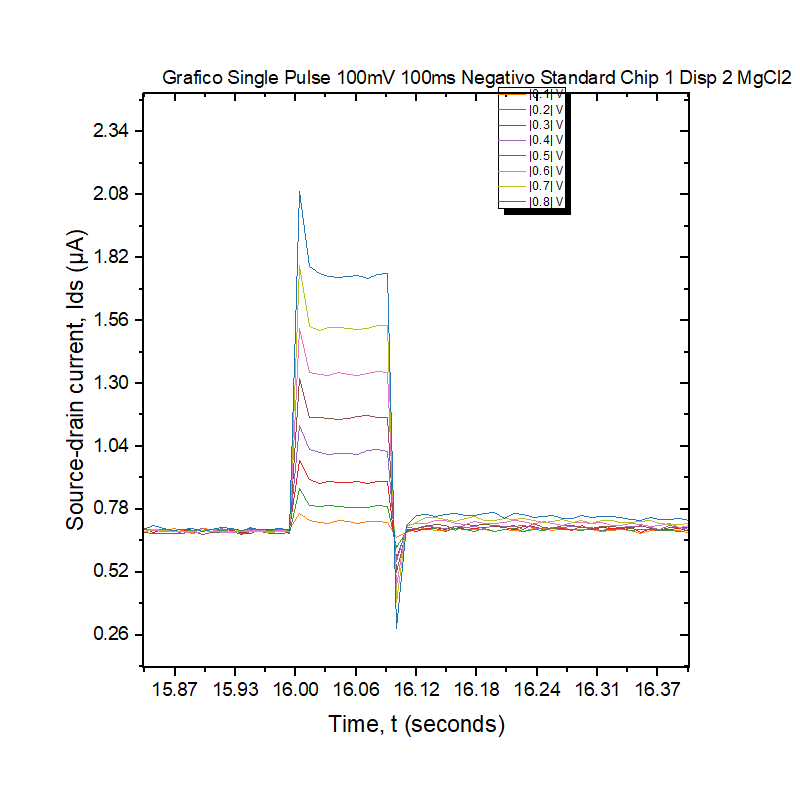 Grafico Single Pulse 100mV 100ms Negativo Standard Chip 1 Disp 2 MgCl2
|0.1| V
|0.2| V
|0.3| V
|0.4| V
|0.5| V
|0.6| V
|0.7| V
|0.8| V
2.34
2.08
1.82
1.56
1.30
1.04
0.78
0.52
0.26
Source-drain current, Ids (µA)
15.87 15.93 16.00 16.06 16.12 16.18 16.24 16.31 16.37
Time, t (seconds)